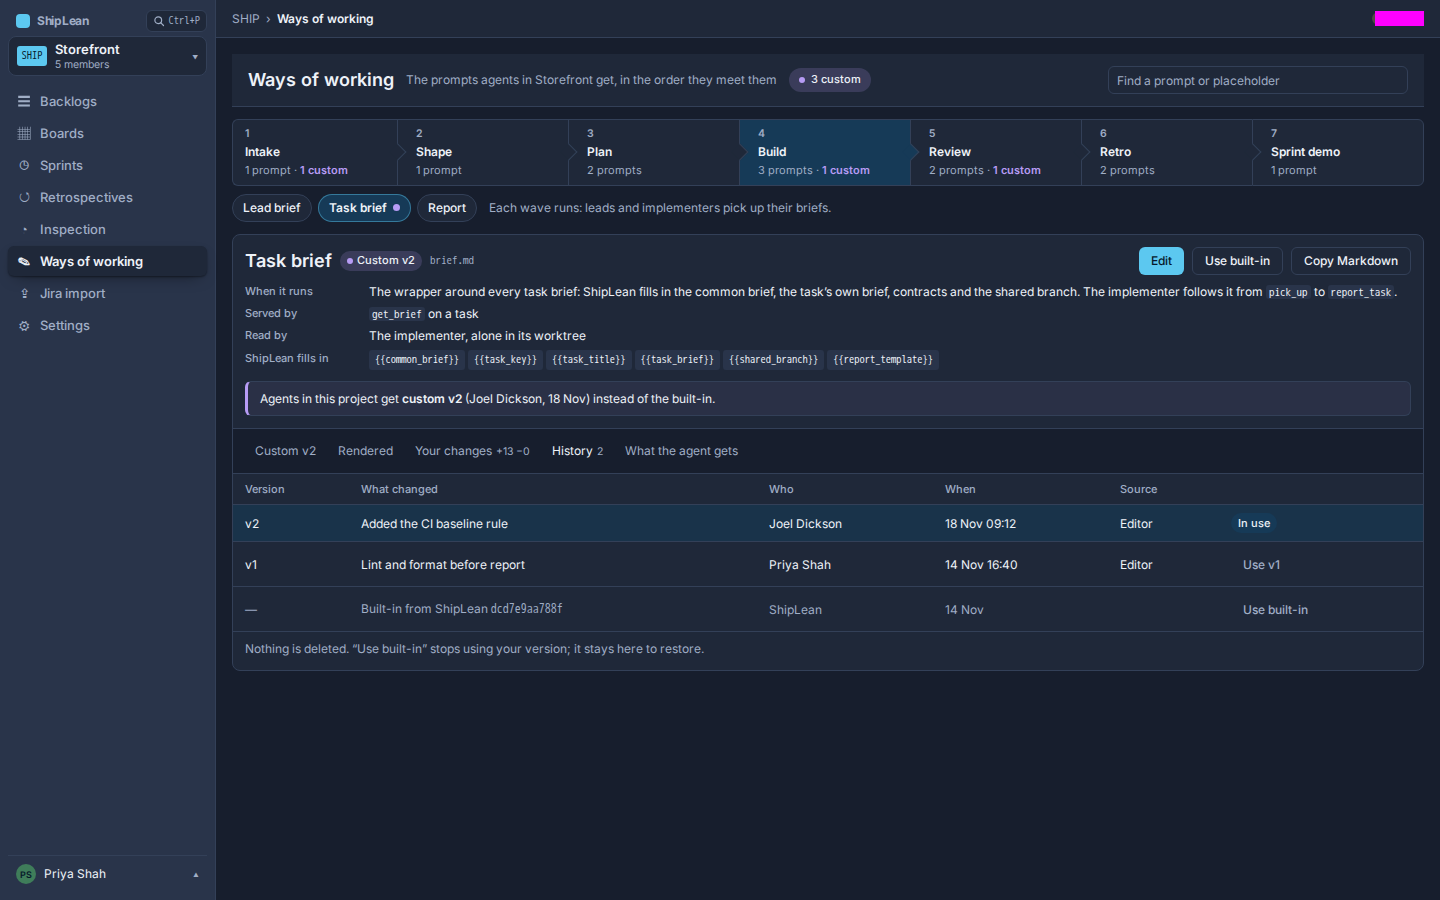 ShipLean
Ctrl+P
SHIP
Storefront
5 members
Backlogs
Boards
Sprints
Retrospectives
Inspection
Ways of working
Jira import
Settings
PS Priya Shah
SHIP › Ways of working
Ways of working The prompts agents in Storefront get, in the order they meet them 3 custom
Find a prompt or placeholder
1
Intake
1 prompt · 1 custom
2
Shape
1 prompt
3
Plan
2 prompts
4
Build
3 prompts · 1 custom
5
Review
2 prompts · 1 custom
6
Retro
2 prompts
7
Sprint demo
1 prompt
Lead brief Task brief Report Each wave runs: leads and implementers pick up their briefs.
Task brief Custom v2 brief.md
Edit Use built-in Copy Markdown
When it runs The wrapper around every task brief: ShipLean fills in the common brief, the task’s own brief, contracts and the shared branch. The implementer follows it from pick_up to report_task.
Served by get_brief on a task
Read by The implementer, alone in its worktree
ShipLean fills in {{common_brief}} {{task_key}} {{task_title}} {{task_brief}} {{shared_branch}} {{report_template}}
Agents in this project get custom v2 (Joel Dickson, 18 Nov) instead of the built-in.
Custom v2 Rendered Your changes +13 −0 History 2 What the agent gets
Version What changed Who When Source
v2 Added the CI baseline rule Joel Dickson 18 Nov 09:12 Editor In use
v1 Lint and format before report Priya Shah 14 Nov 16:40 Editor Use v1
— Built-in from ShipLean dcd7e9aa788f ShipLean 14 Nov Use built-in
Nothing is deleted. “Use built-in” stops using your version; it stays here to restore.